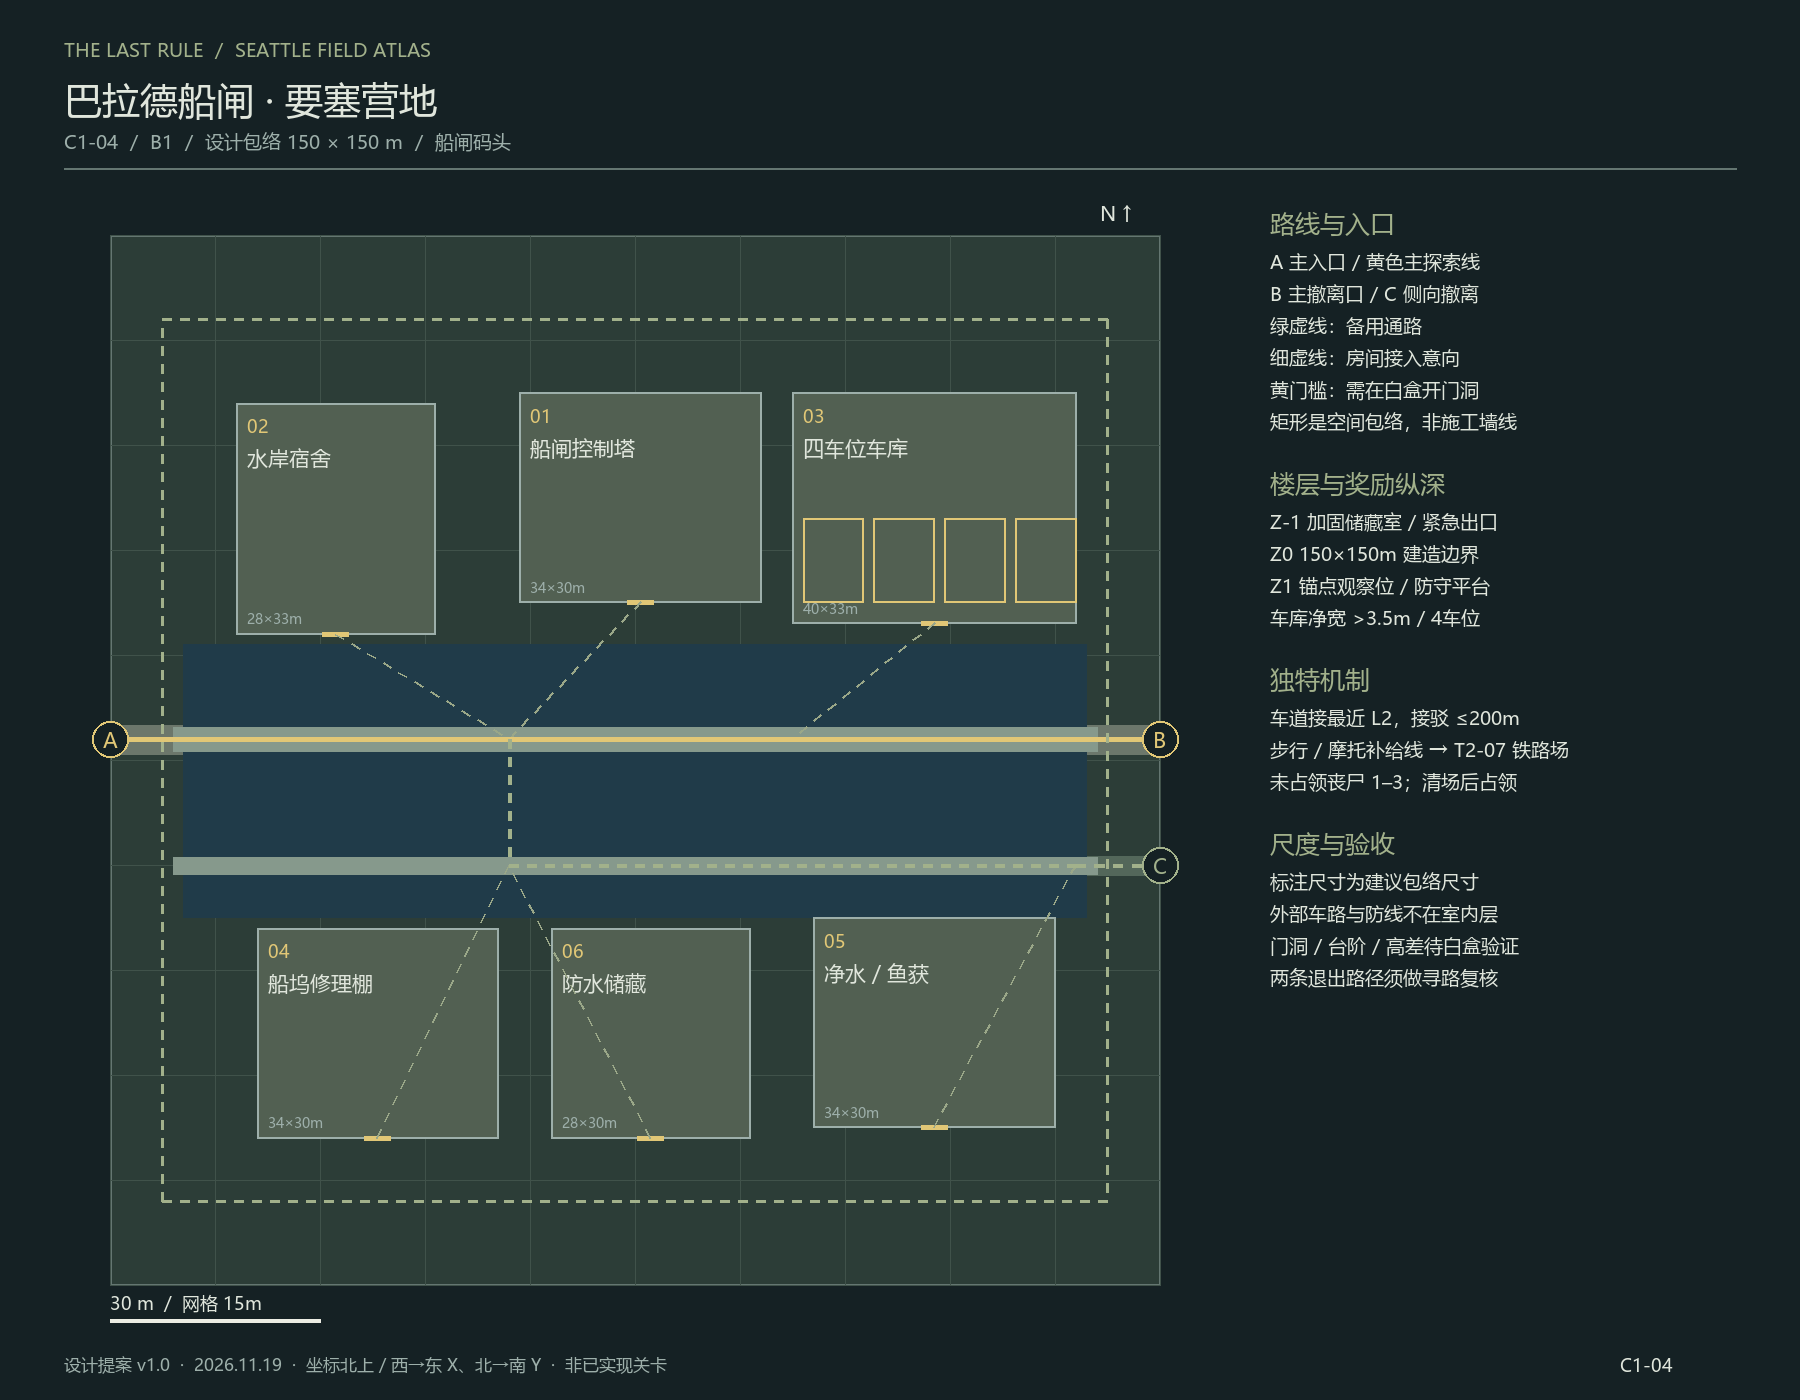 THE LAST RULE / SEATTLE FIELD ATLAS
巴拉德船闸 · 要塞营地
C1-04 / B1 / 设计包络 150 × 150 m / 船闸码头
N ↑
02
水岸宿舍
28×33m
01
船闸控制塔
34×30m
03
四车位车库
40×33m
A
B
C
04
船坞修理棚
34×30m
06
防水储藏
28×30m
05
净水 / 鱼获
34×30m
30 m / 网格 15m
路线与入口
A 主入口 / 黄色主探索线
B 主撤离口 / C 侧向撤离
绿虚线：备用通路
细虚线：房间接入意向
黄门槛：需在白盒开门洞
矩形是空间包络，非施工墙线
楼层与奖励纵深
Z-1 加固储藏室 / 紧急出口
Z0 150×150m 建造边界
Z1 锚点观察位 / 防守平台
车库净宽 >3.5m / 4车位
独特机制
车道接最近 L2，接驳 ≤200m
步行 / 摩托补给线 → T2-07 铁路场
未占领丧尸 1–3；清场后占领
尺度与验收
标注尺寸为建议包络尺寸
外部车路与防线不在室内层
门洞 / 台阶 / 高差待白盒验证
两条退出路径须做寻路复核
设计提案 v1.0 · 2026.11.19 · 坐标北上 / 西→东 X、北→南 Y · 非已实现关卡
C1-04